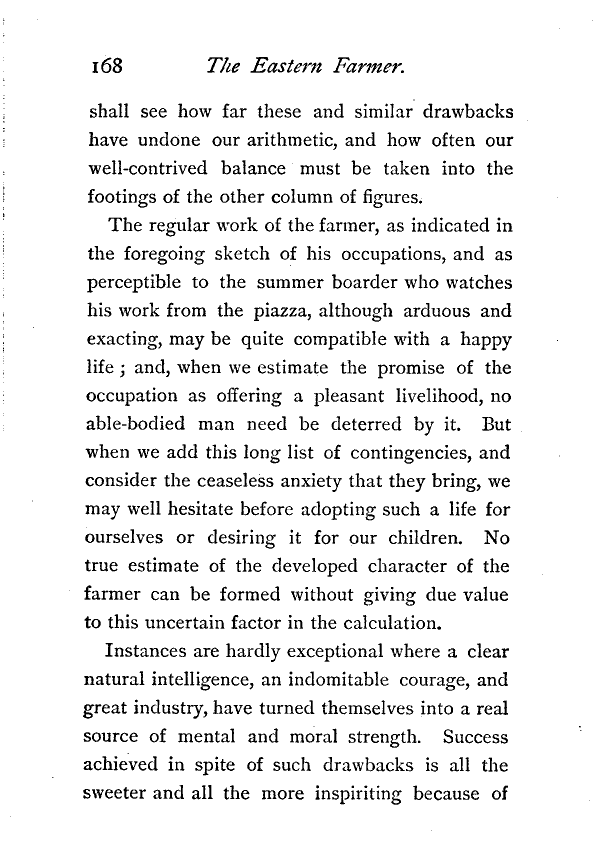 168 The Eastern Farmer.
shall see how far these and similar drawbacks
have undone our arithmetic, and how often our
well-contrived balance must be taken into the
footings of the other column of figures.
The regular work of the farmer, as indicated in
the foregoing sketch of his occupations, and as
perceptible to the summer boarder who watches
his work from the piazza, although arduous and
exacting, may be quite compatible with a happy
life ; and, when we estimate the promise of the
occupation as offering a pleasant livelihood, no
able-bodied man need be deterred by it. But
when we add this long list of contingencies, and
consider the ceaseless anxiety that they bring, we
may well hesitate before adopting such a life for
ourselves or desiring it for our children. No
true estimate of the developed character of the
farmer can be formed without giving due value
to this uncertain factor in the calculation.
Instances are hardly exceptional where a clear
natural intelligence, an indomitable courage, and
great industry, have turned themselves into a real
source of mental and moral strength. Success
achieved in spite of such drawbacks is all the
sweeter and all the more inspiriting because of